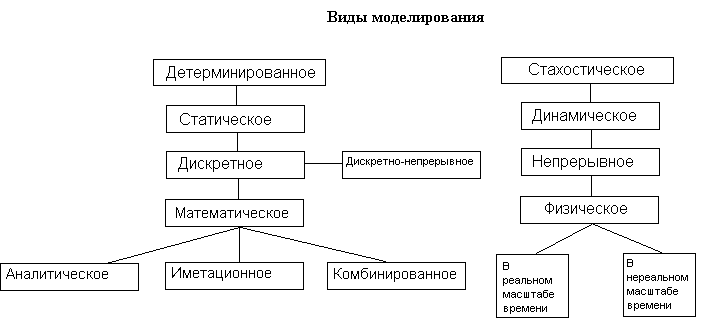 Виды моделирования
Детерминированное
Стахостическое
Статическое
Динамическое
Дискретное
Дискретно-непрерывное
Непрерывное
Математическое
Физическое
Аналитическое
Иметационное
Комбинированное
В
реальном
масштабе
времени
В
нереальном
масштабе
времени